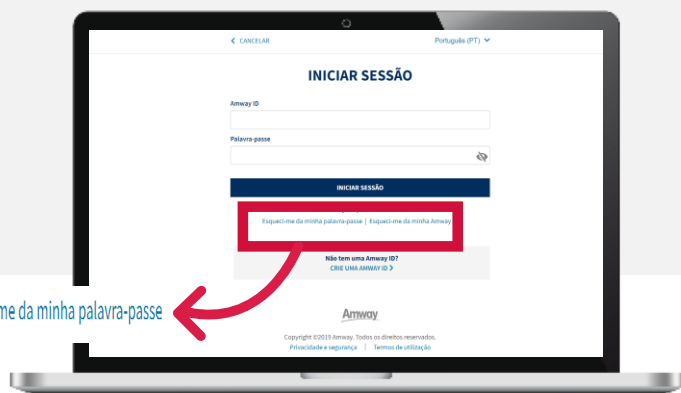 CANCELAR
Português (PT)
INICIAR SESSÃO
Amway ID
Palavra-passe
INICIAR SESSÃO
Esqueci-me da minha palavra-passe | Esqueci-me da minha Amway
Não tem uma Amway ID?
CRIE UMA AMWAY ID
me da minha palavra-passe
Amway
Copyright ©2019 Amway. Todos os direitos reservados.
Privacidade e segurança | Termos de utilização